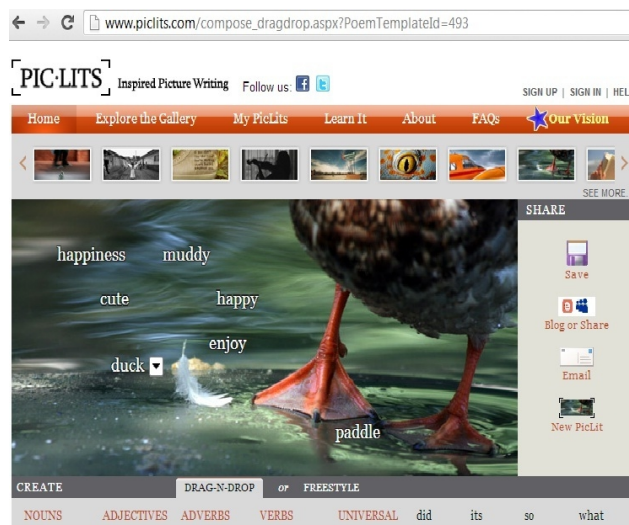 www.piclits.com/compose_dragdrop.aspx?PoemTemplateId=493
PIC·LITS Inspired Picture Writing Follow us:
SIGN UP | SIGN IN | HEL
Home Explore the Gallery My PicLits Learn It About FAQs Our Vision
SEE MORE
SHARE
happiness muddy
Save
cute happy
Blog or Share
enjoy
duck
Email
New PicLit
paddle
CREATE DRAG-N-DROP or FREESTYLE
NOUNS ADJECTIVES ADVERBS VERBS UNIVERSAL did its so what